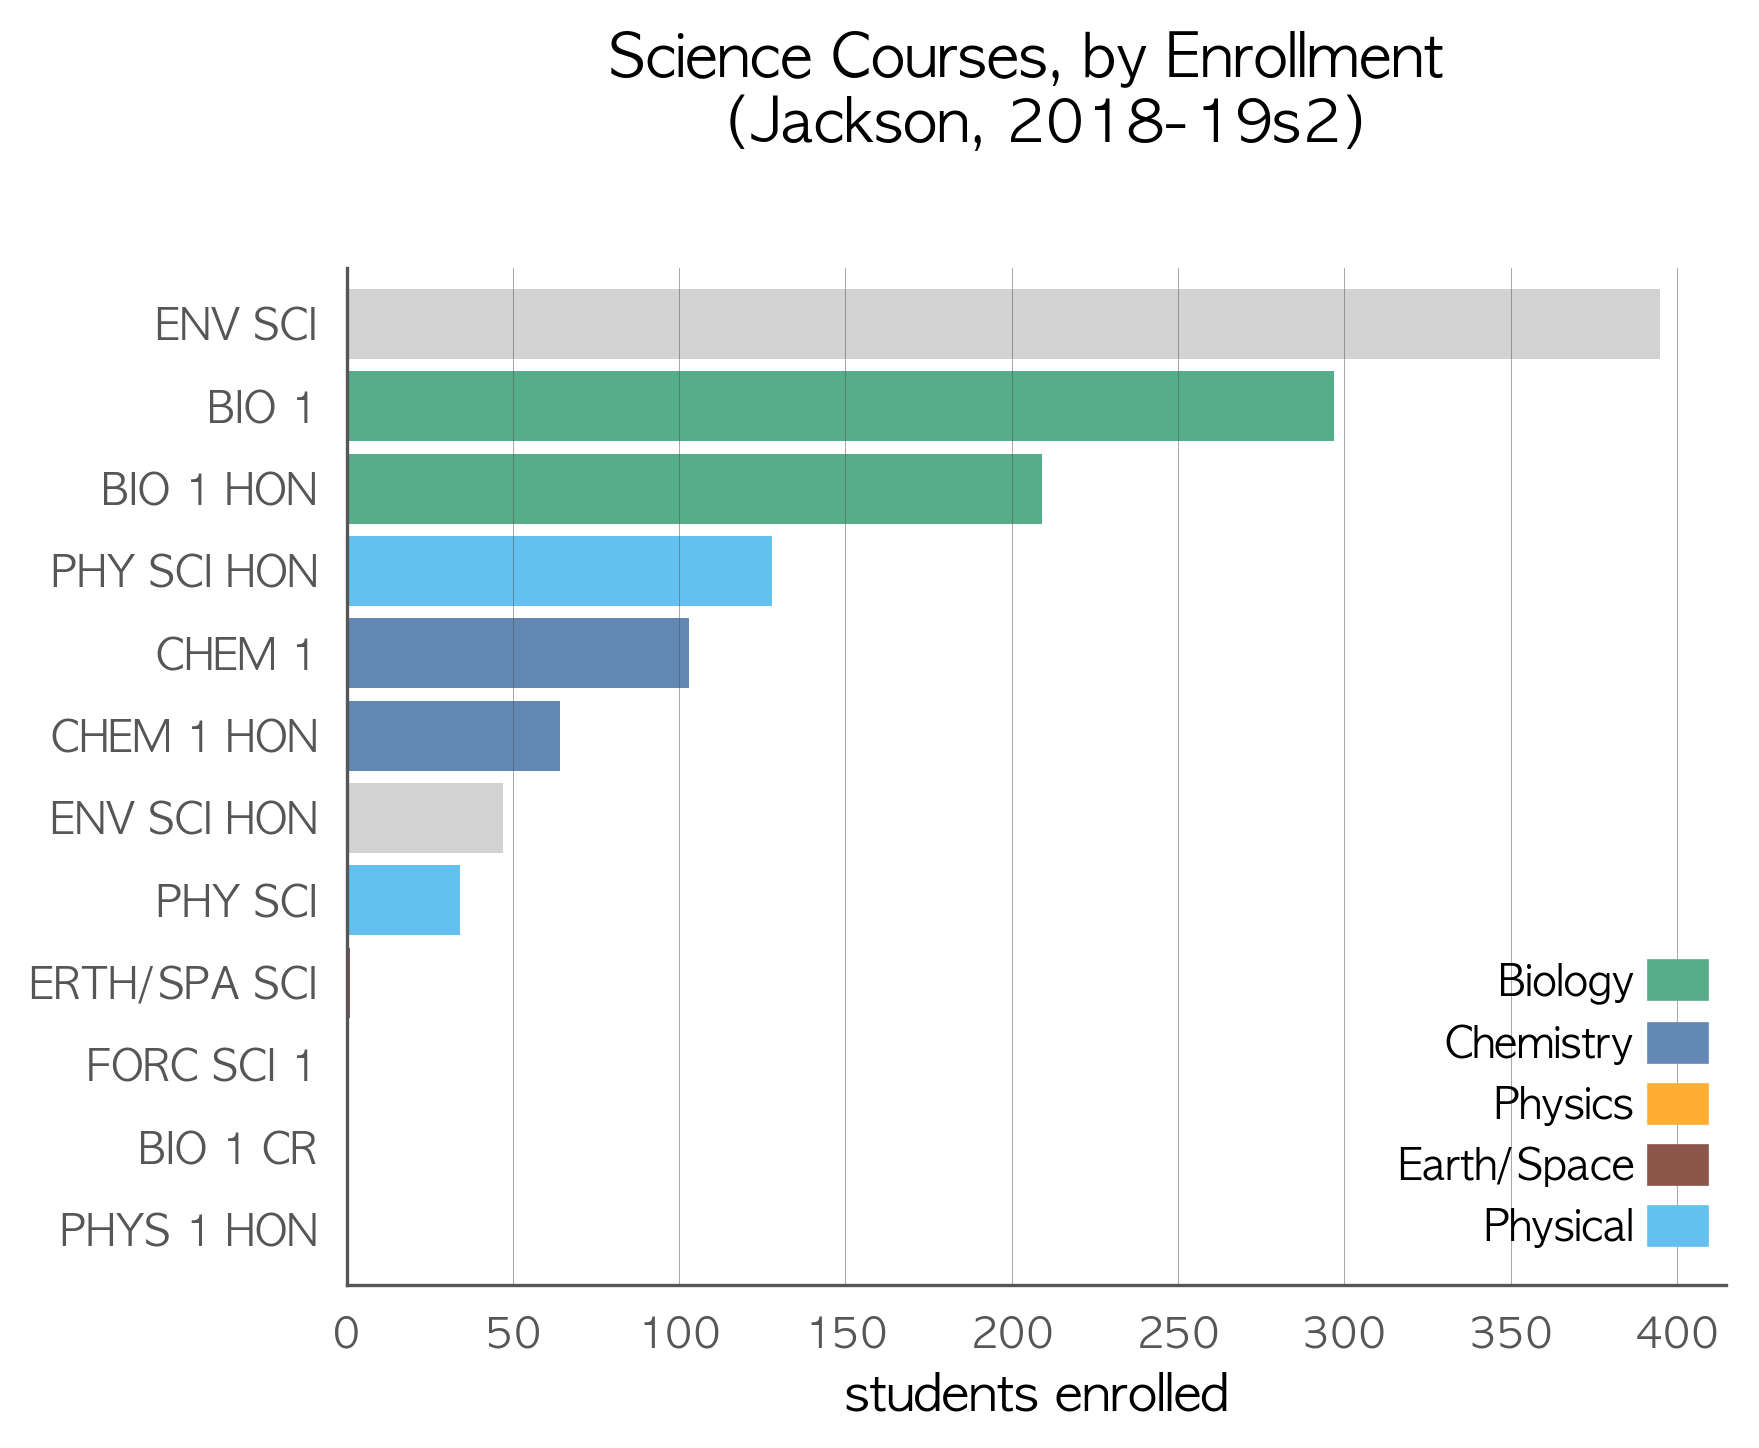 Science Courses, by Enrollment
(Jackson, 2018-19s2)
ENV SCI
BIO 1
BIO 1 HON
PHY SCI HON
CHEM 1
CHEM 1 HON
ENV SCI HON
PHY SCI
ERTH/SPA SCI
FORC SCI 1
BIO 1 CR
PHYS 1 HON
Biology
Chemistry
Physics
Earth/Space
Physical
0 50 100 150 200 250 300 350 400
students enrolled